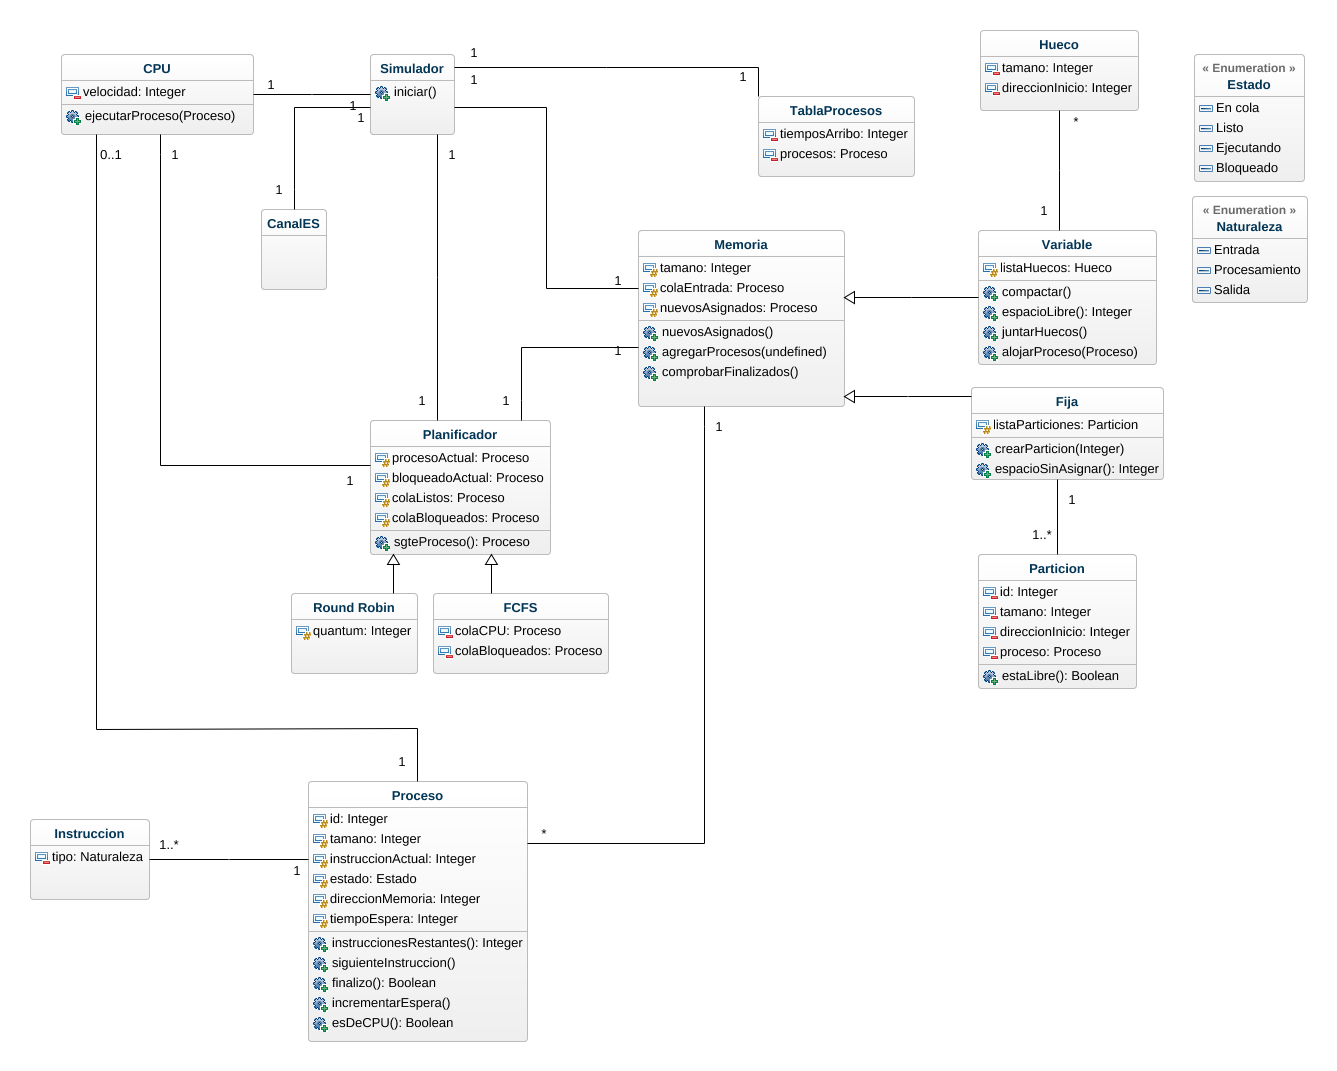 CPU
velocidad: Integer
ejecutarProceso(Proceso)
Simulador
iniciar()
1
1
1
1
1
1
TablaProcesos
tiemposArribo: Integer
procesos: Proceso
Hueco
tamano: Integer
direccionInicio: Integer
*
1
« Enumeration »
Estado
En cola
Listo
Ejecutando
Bloqueado
« Enumeration »
Naturaleza
Entrada
Procesamiento
Salida
0..1
1
1
1
CanalES
Memoria
tamano: Integer
colaEntrada: Proceso
nuevosAsignados: Proceso
nuevosAsignados()
agregarProcesos(undefined)
comprobarFinalizados()
1
1
1
Variable
listaHuecos: Hueco
compactar()
espacioLibre(): Integer
juntarHuecos()
alojarProceso(Proceso)
Fija
listaParticiones: Particion
crearParticion(Integer)
espacioSinAsignar(): Integer
1
1..*
Particion
id: Integer
tamano: Integer
direccionInicio: Integer
proceso: Proceso
estaLibre(): Boolean
1
1
1
Planificador
procesoActual: Proceso
bloqueadoActual: Proceso
colaListos: Proceso
colaBloqueados: Proceso
sgteProceso(): Proceso
Round Robin
quantum: Integer
FCFS
colaCPU: Proceso
colaBloqueados: Proceso
1
Proceso
id: Integer
tamano: Integer
instruccionActual: Integer
estado: Estado
direccionMemoria: Integer
tiempoEspera: Integer
instruccionesRestantes(): Integer
siguienteInstruccion()
finalizo(): Boolean
incrementarEspera()
esDeCPU(): Boolean
*
Instruccion
tipo: Naturaleza
1..*
1